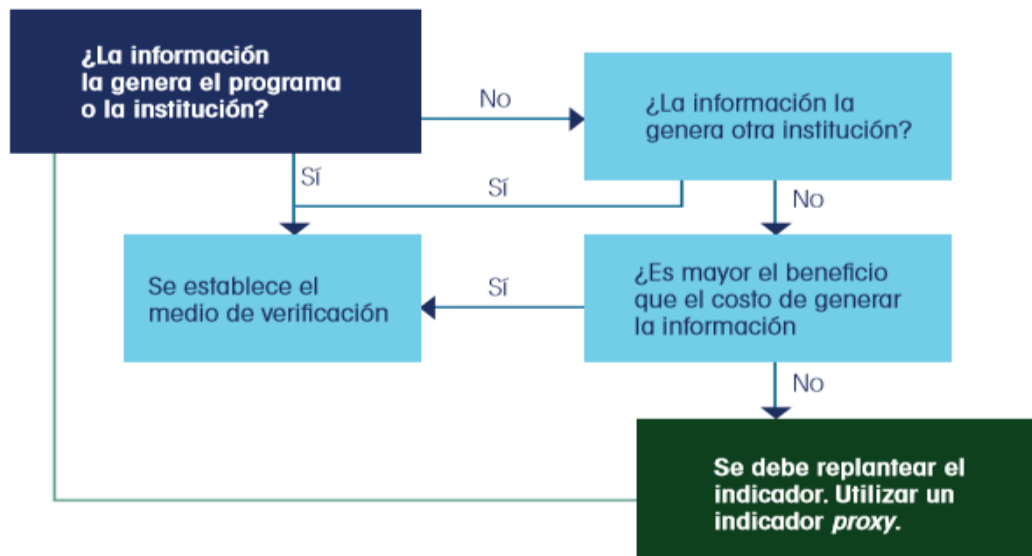 ¿La información
la genera el programa
o la institución?
No
¿La información la
genera otra institución?
Sí
Sí
No
Se establece el
medio de verificación
Sí
¿Es mayor el beneficio
que el costo de generar
la información
No
Se debe replantear el
indicador. Utilizar un
indicador proxy.